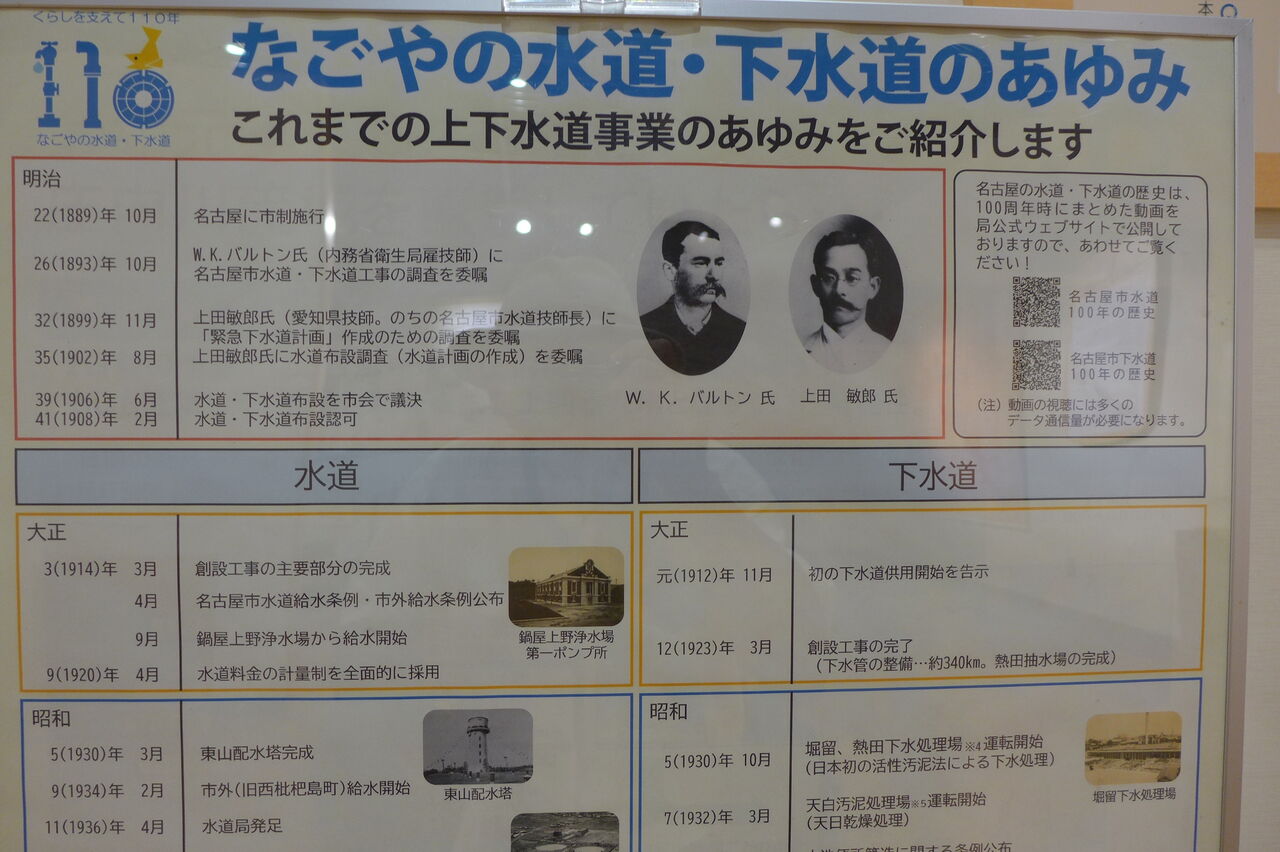 本
くらしを支えて110年
110
なごやの水道・下水道
なごやの水道・下水道のあゆみ
これまでの上下水道事業のあゆみをご紹介します
明治
22(1889)年 10月 名古屋に市制施行
26(1893)年 10月 W.K.バルトン氏（内務省衛生局雇技師）に
名古屋市水道・下水道工事の調査を委嘱
32(1899)年 11月 上田敏郎氏（愛知県技師。のちの名古屋市水道技師長）に
「緊急下水道計画」作成のための調査を委嘱
35(1902)年 8月 上田敏郎氏に水道布設調査（水道計画の作成）を委嘱
39(1906)年 6月 水道・下水道布設を市会で議決
41(1908)年 2月 水道・下水道布設認可
W. K. バルトン 氏
上田 敏郎 氏
名古屋の水道・下水道の歴史は、
100周年時にまとめた動画を
局公式ウェブサイトで公開して
おりますので、あわせてご覧く
ださい！
名古屋市水道
100年の歴史
名古屋市下水道
100年の歴史
（注）動画の視聴には多くの
データ通信量が必要になります。
水道
大正
3(1914)年 3月 創設工事の主要部分の完成
4月 名古屋市水道給水条例・市外給水条例公布
9月 鍋屋上野浄水場から給水開始
9(1920)年 4月 水道料金の計量制を全面的に採用
鍋屋上野浄水場
第一ポンプ所
昭和
5(1930)年 3月 東山配水塔完成
9(1934)年 2月 市外(旧西枇杷島町)給水開始
11(1936)年 4月 水道局発足
東山配水塔
下水道
大正
元(1912)年 11月 初の下水道供用開始を告示
12(1923)年 3月 創設工事の完了
（下水管の整備…約340km。熱田抽水場の完成）
昭和
5(1930)年 10月 堀留、熱田下水処理場※4運転開始
(日本初の活性汚泥法による下水処理)
7(1932)年 3月 天白汚泥処理場※5運転開始
(天日乾燥処理)
堀留下水処理場